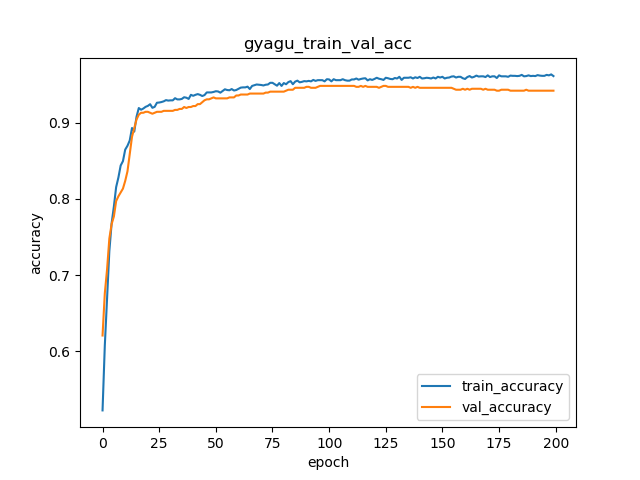 gyagu_train_val_acc
accuracy
0.9
0.8
0.7
0.6
0 25 50 75 100 125 150 175 200
epoch
train_accuracy
val_accuracy